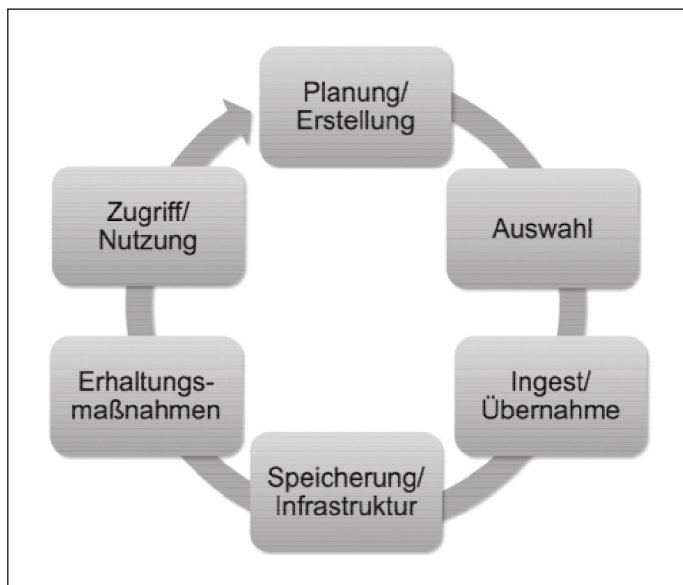 Planung/
Erstellung
Auswahl
Ingest/
Übernahme
Speicherung/
Infrastruktur
Erhaltungs-
maßnahmen
Zugriff/
Nutzung